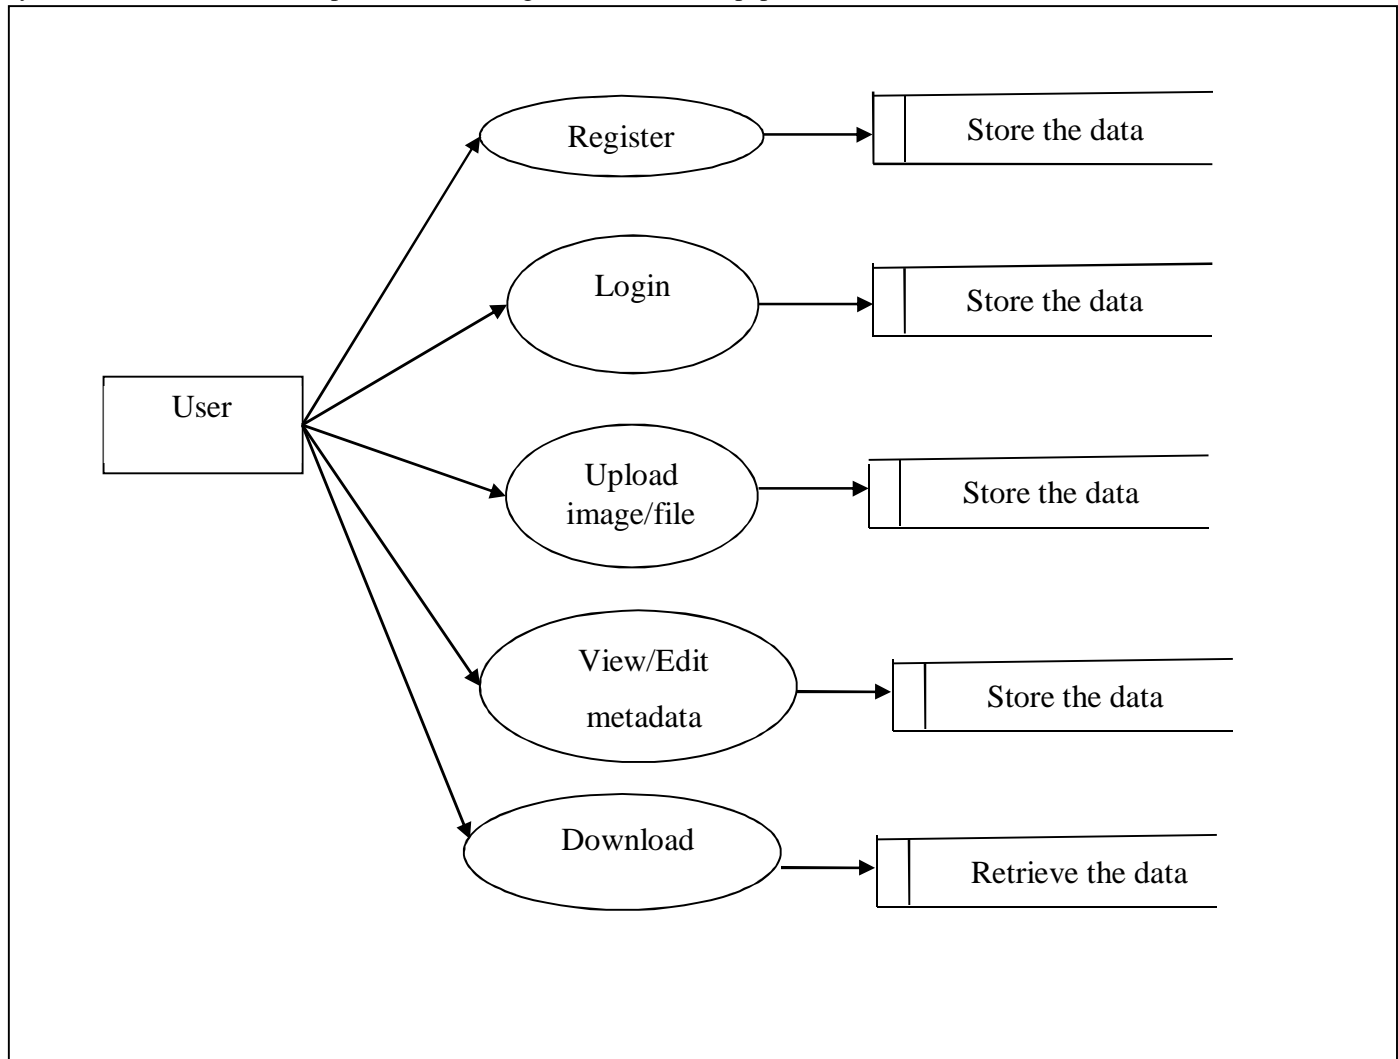 Register
Store the data
Login
Store the data
User
Upload
image/file
Store the data
View/Edit
metadata
Store the data
Download
Retrieve the data